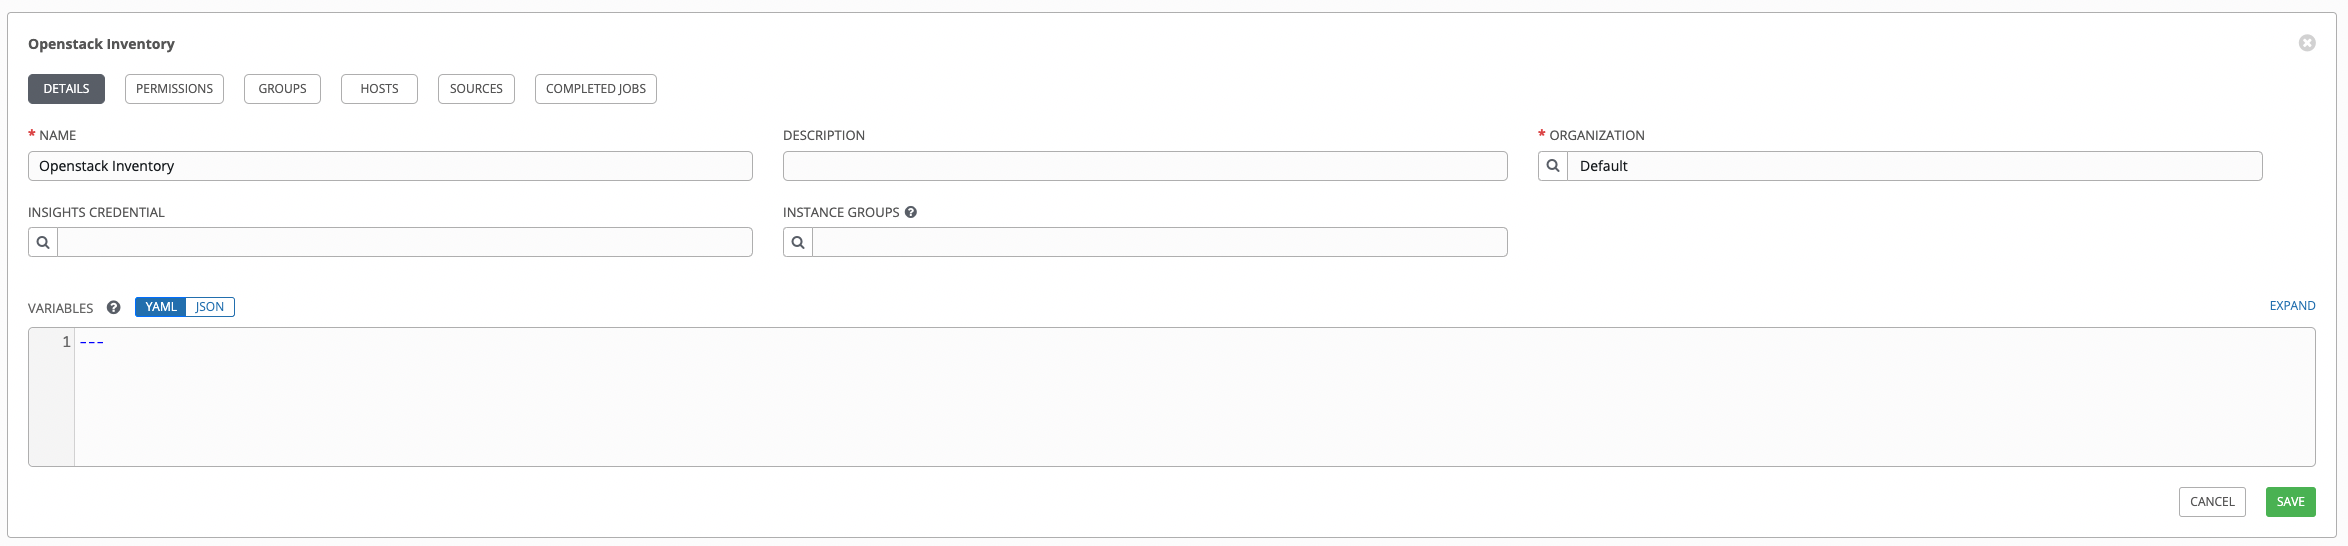 Openstack Inventory
DETAILS PERMISSIONS GROUPS HOSTS SOURCES COMPLETED JOBS
* NAME DESCRIPTION * ORGANIZATION
Openstack Inventory Default
INSIGHTS CREDENTIAL INSTANCE GROUPS ?
VARIABLES ? YAML JSON EXPAND
1 ---
CANCEL SAVE